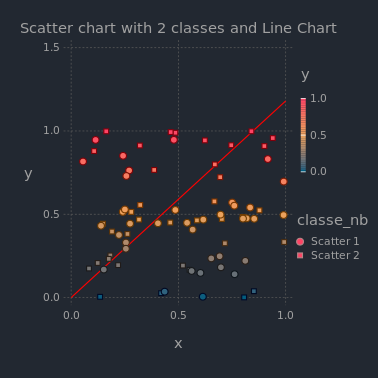 Scatter chart with 2 classes and Line Chart
1.5
1.0
0.5
0.0
y
0.0
0.5
1.0
x
y
1.0
0.5
0.0
classe_nb
Scatter 1
Scatter 2